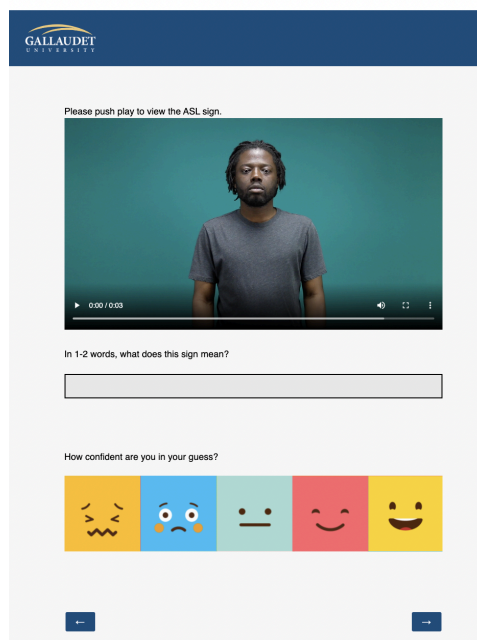 GALLAUDET
UNIVERSITY
Please push play to view the ASL sign.
0:00 / 0:03
In 1-2 words, what does this sign mean?
How confident are you in your guess?
← →